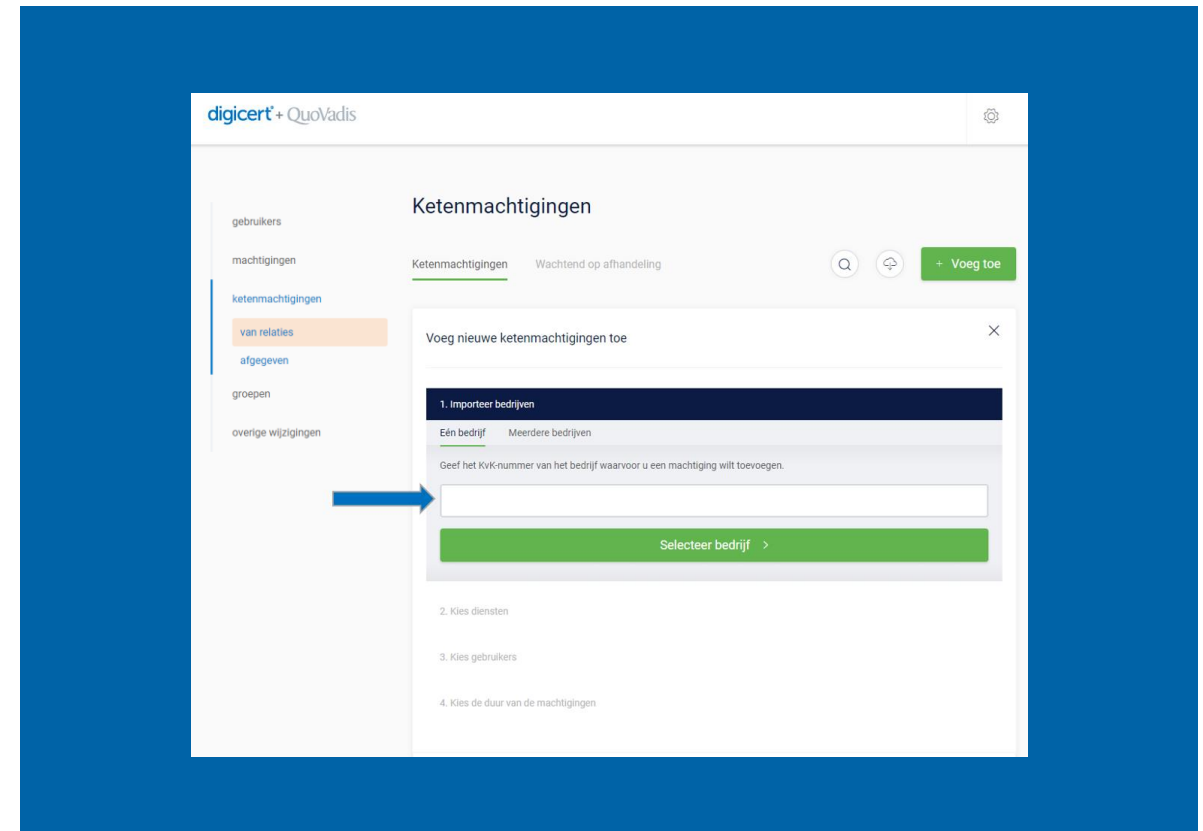 digicert + QuoVadis
gebruikers
machtigingen
ketenmachtigingen
van relaties
afgegeven
groepen
overige wijzigingen
Ketenmachtigingen
Ketenmachtigingen Wachtend op afhandeling
+ Voeg toe
Voeg nieuwe ketenmachtigingen toe
1. Importeer bedrijven
Eén bedrijf Meerdere bedrijven
Geef het KvK-nummer van het bedrijf waarvoor u een machtiging wilt toevoegen.
Selecteer bedrijf >
2. Kies diensten
3. Kies gebruikers
4. Kies de duur van de machtigingen